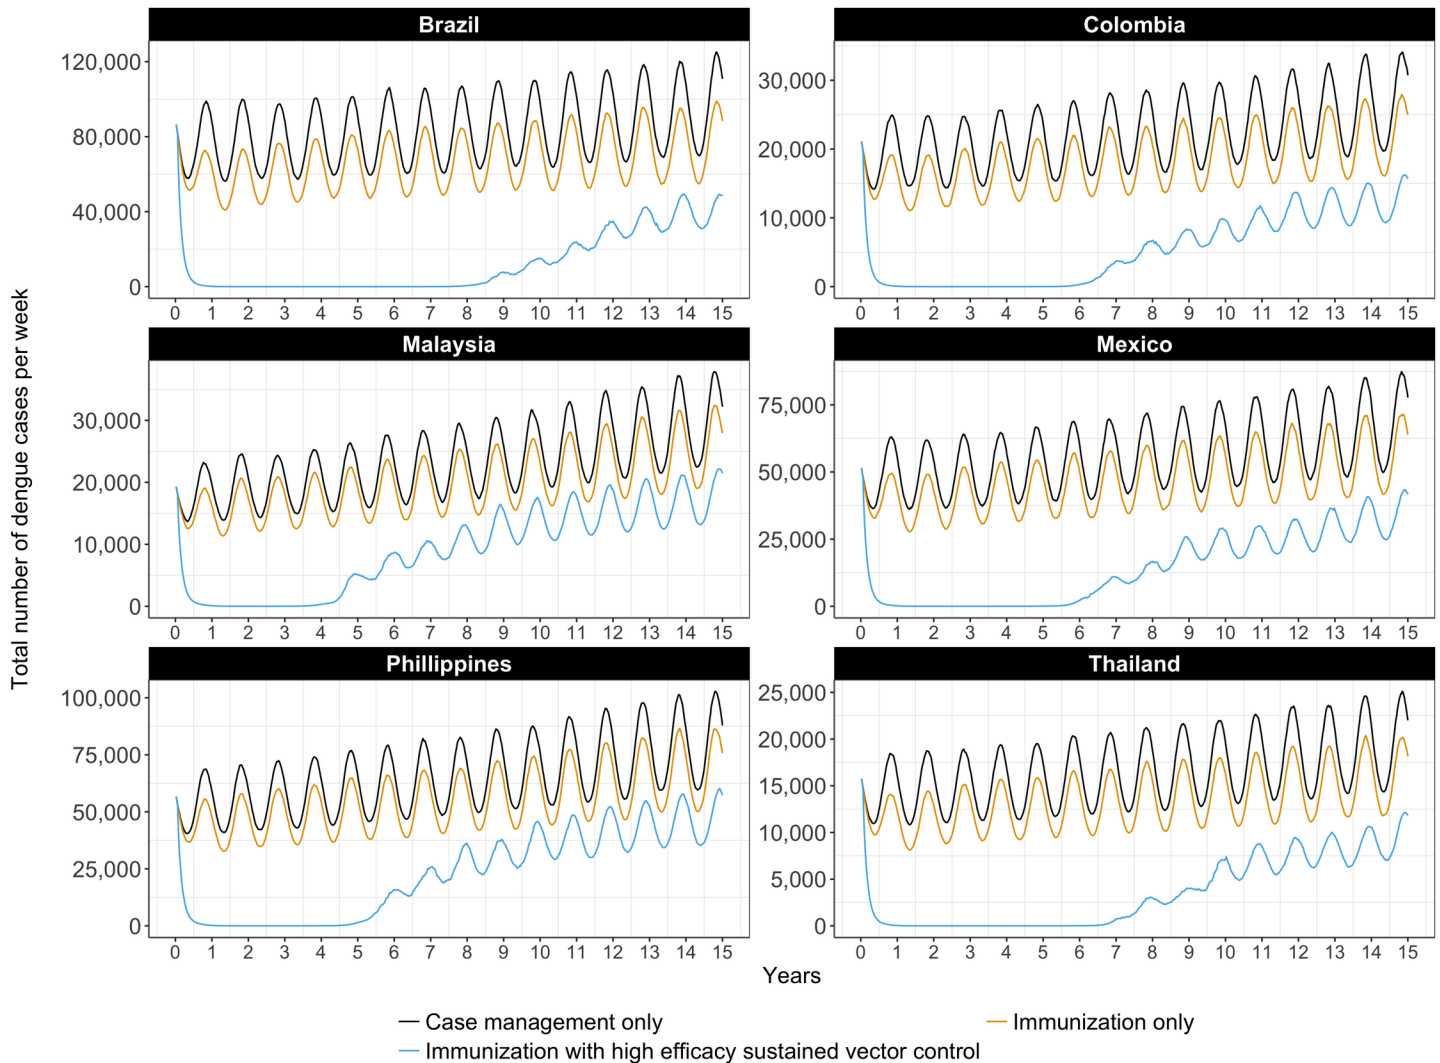 Brazil
Colombia
120,000
80,000
40,000
0
30,000
20,000
10,000
0
0 1 2 3 4 5 6 7 8 9 10 11 12 13 14 15
0 1 2 3 4 5 6 7 8 9 10 11 12 13 14 15
Malaysia
Mexico
30,000
20,000
10,000
0
75,000
50,000
25,000
0
0 1 2 3 4 5 6 7 8 9 10 11 12 13 14 15
0 1 2 3 4 5 6 7 8 9 10 11 12 13 14 15
Phillippines
Thailand
100,000
75,000
50,000
25,000
0
25,000
20,000
15,000
10,000
5,000
0
0 1 2 3 4 5 6 7 8 9 10 11 12 13 14 15
0 1 2 3 4 5 6 7 8 9 10 11 12 13 14 15
Total number of dengue cases per week
Years
Case management only
Immunization only
Immunization with high efficacy sustained vector control